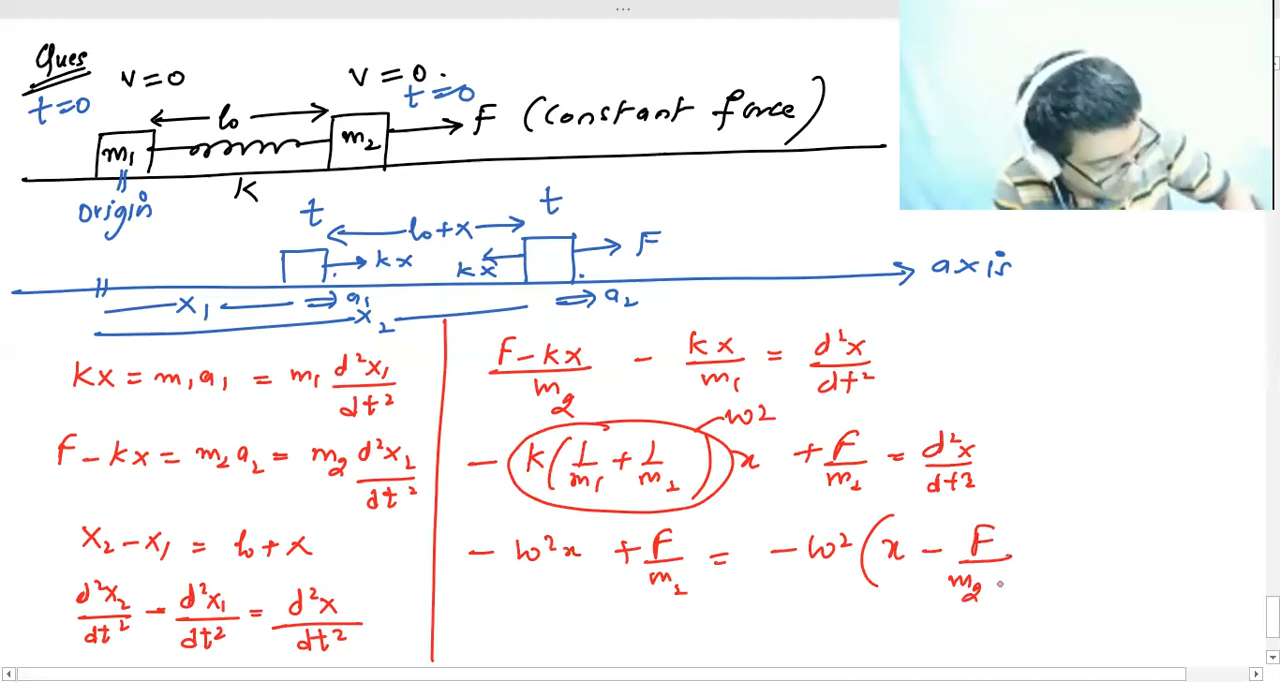 Ques
t=0
v=0
v=0.
t=0
l₀
m₁
m₂
F (constant force)
K
origin
t
t
l₀+x
kx
kx
F
axis
x₁
a₁
x₂
a₂
kx = m₁a₁ = m₁ d²x₁/dt²
F-kx = m₂a₂ = m₂ d²x₂/dt²
x₂-x₁ = l₀+x
d²x₂/dt² - d²x₁/dt² = d²x/dt²
(F-kx)/m₂ - kx/m₁ = d²x/dt²
ω²
- k(1/m₁ + 1/m₂)x + F/m₂ = d²x/dt²
- ω²x + F/m₂ = - ω²(x - F/m₂